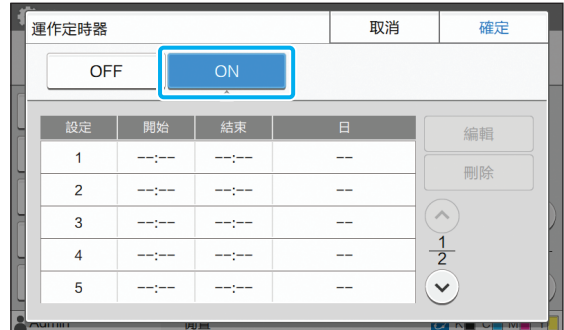 運作定時器 取消 確定
OFF ON
設定 開始 結束 日 編輯
1 --:-- --:-- --
刪除
2 --:-- --:-- --
3 --:-- --:-- --
1
4 --:-- --:-- --
2
5 --:-- --:-- --
Admin K C M Y